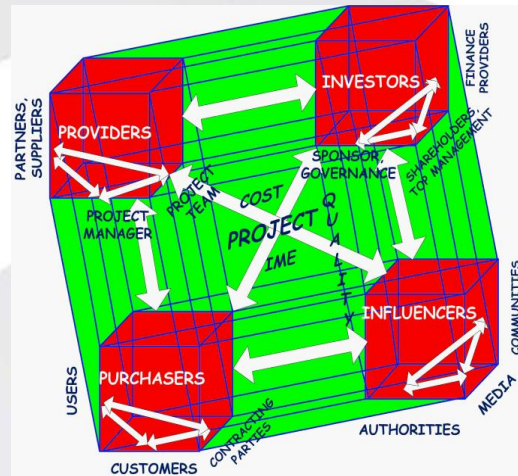 PARTNERS,
SUPPLIERS
PROVIDERS
PROJECT
MANAGER
PROJECT
TEAM
INVESTORS
FINANCE
PROVIDERS
SPONSOR,
GOVERNANCE
SHAREHOLDERS,
TOP MANAGEMENT
COST
PROJECT
IME
QUALITY
PURCHASERS
USERS
CUSTOMERS
CONTRACTING
PARTIES
INFLUENCERS
COMMUNITIES
MEDIA
AUTHORITIES